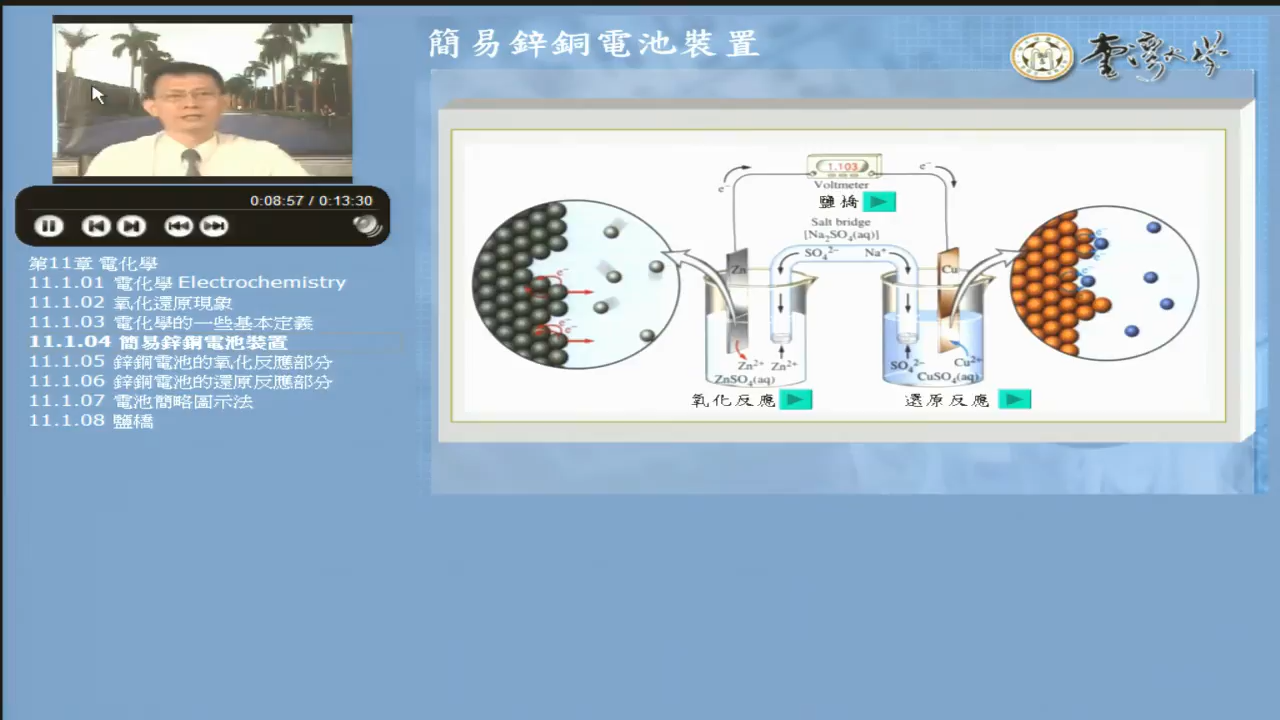 簡易鋅銅電池裝置
臺灣大學
0:08:57 / 0:13:30
第11章 電化學
11.1.01 電化學 Electrochemistry
11.1.02 氧化還原現象
11.1.03 電化學的一些基本定義
11.1.04 簡易鋅銅電池裝置
11.1.05 鋅銅電池的氧化反應部分
11.1.06 鋅銅電池的還原反應部分
11.1.07 電池簡略圖示法
11.1.08 鹽橋
e⁻ 1.103 e⁻
Voltmeter
鹽橋
Salt bridge
[Na₂SO₄(aq)]
SO₄²⁻ Na⁺
Zn Cu
e⁻
e⁻
e⁻
e⁻
e⁻
e⁻
Zn²⁺ Zn²⁺ SO₄²⁻ Cu²⁺
ZnSO₄(aq) CuSO₄(aq)
氧化反應 還原反應